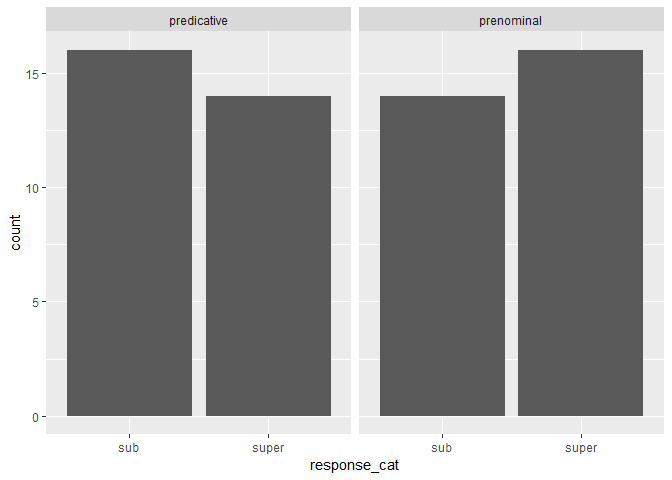 predicative prenominal
15
10
5
0
count
sub super sub super
response_cat